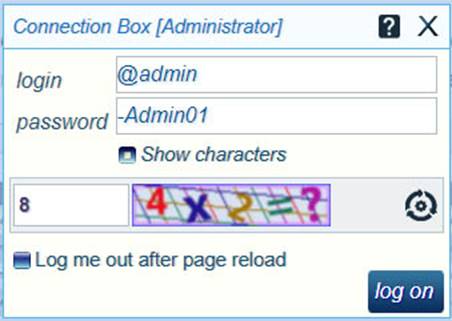 Connection Box [Administrator] ? X
login @admin
password -Admin01
Show characters
8 4 x 2 = ?
Log me out after page reload
log on